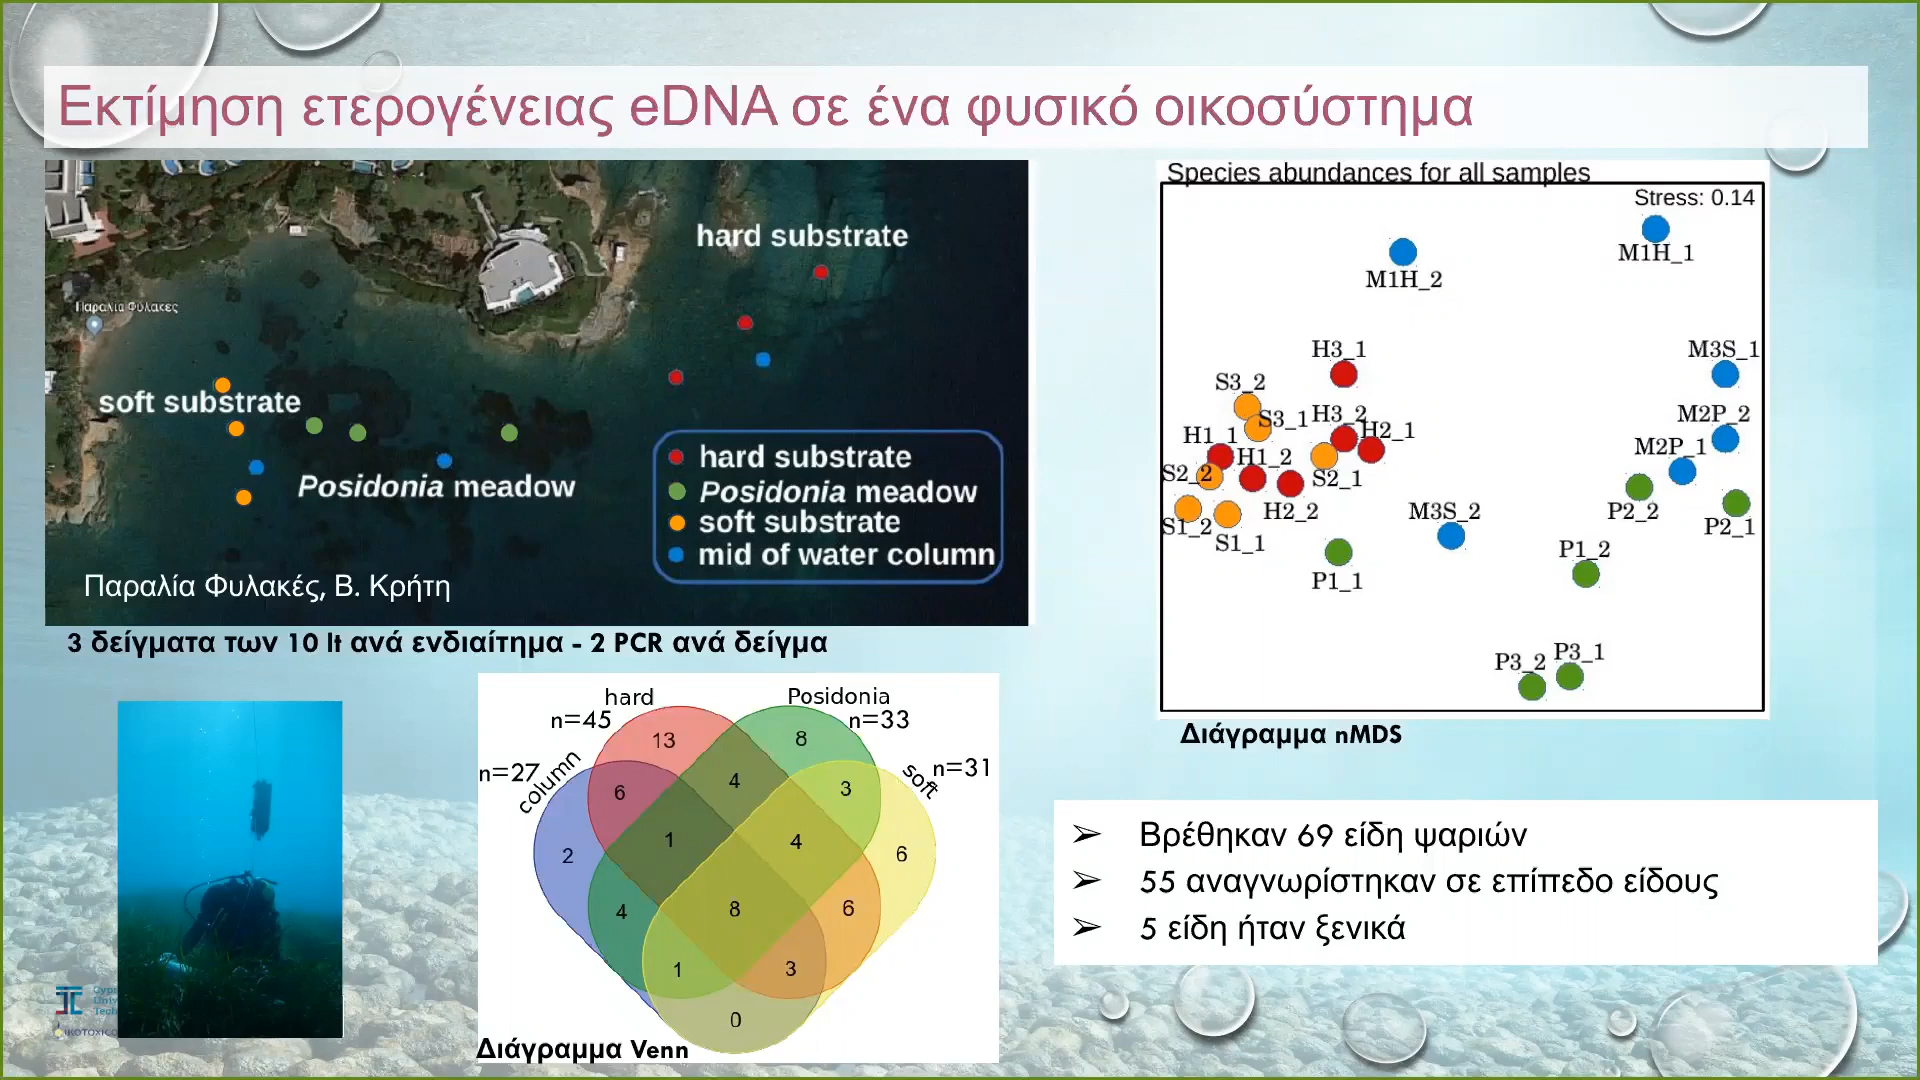 Εκτίμηση ετερογένειας eDNA σε ένα φυσικό οικοσύστημα
hard substrate
Παραλία Φυλακές
soft substrate
Posidonia meadow
hard substrate
Posidonia meadow
soft substrate
mid of water column
Παραλία Φυλακές, Β. Κρήτη
3 δείγματα των 10 lt ανά ενδιαίτημα - 2 PCR ανά δείγμα
Species abundances for all samples
Stress: 0.14
M1H_1
M1H_2
H3_1
M3S_1
S3_2
S3_1
H3_2
H2_1
M2P_2
H1_1
M2P_1
S2_2
H1_2
S2_1
S1_2
H2_2
M3S_2
P2_2
P2_1
S1_1
P1_1
P1_2
P3_2
P3_1
Διάγραμμα nMDS
hard
n=45
Posidonia
n=33
n=27
column
soft
n=31
13
8
6
4
3
2
1
4
6
4
8
6
1
3
0
Διάγραμμα Venn
➢ Βρέθηκαν 69 είδη ψαριών
➢ 55 αναγνωρίστηκαν σε επίπεδο είδους
➢ 5 είδη ήταν ξενικά